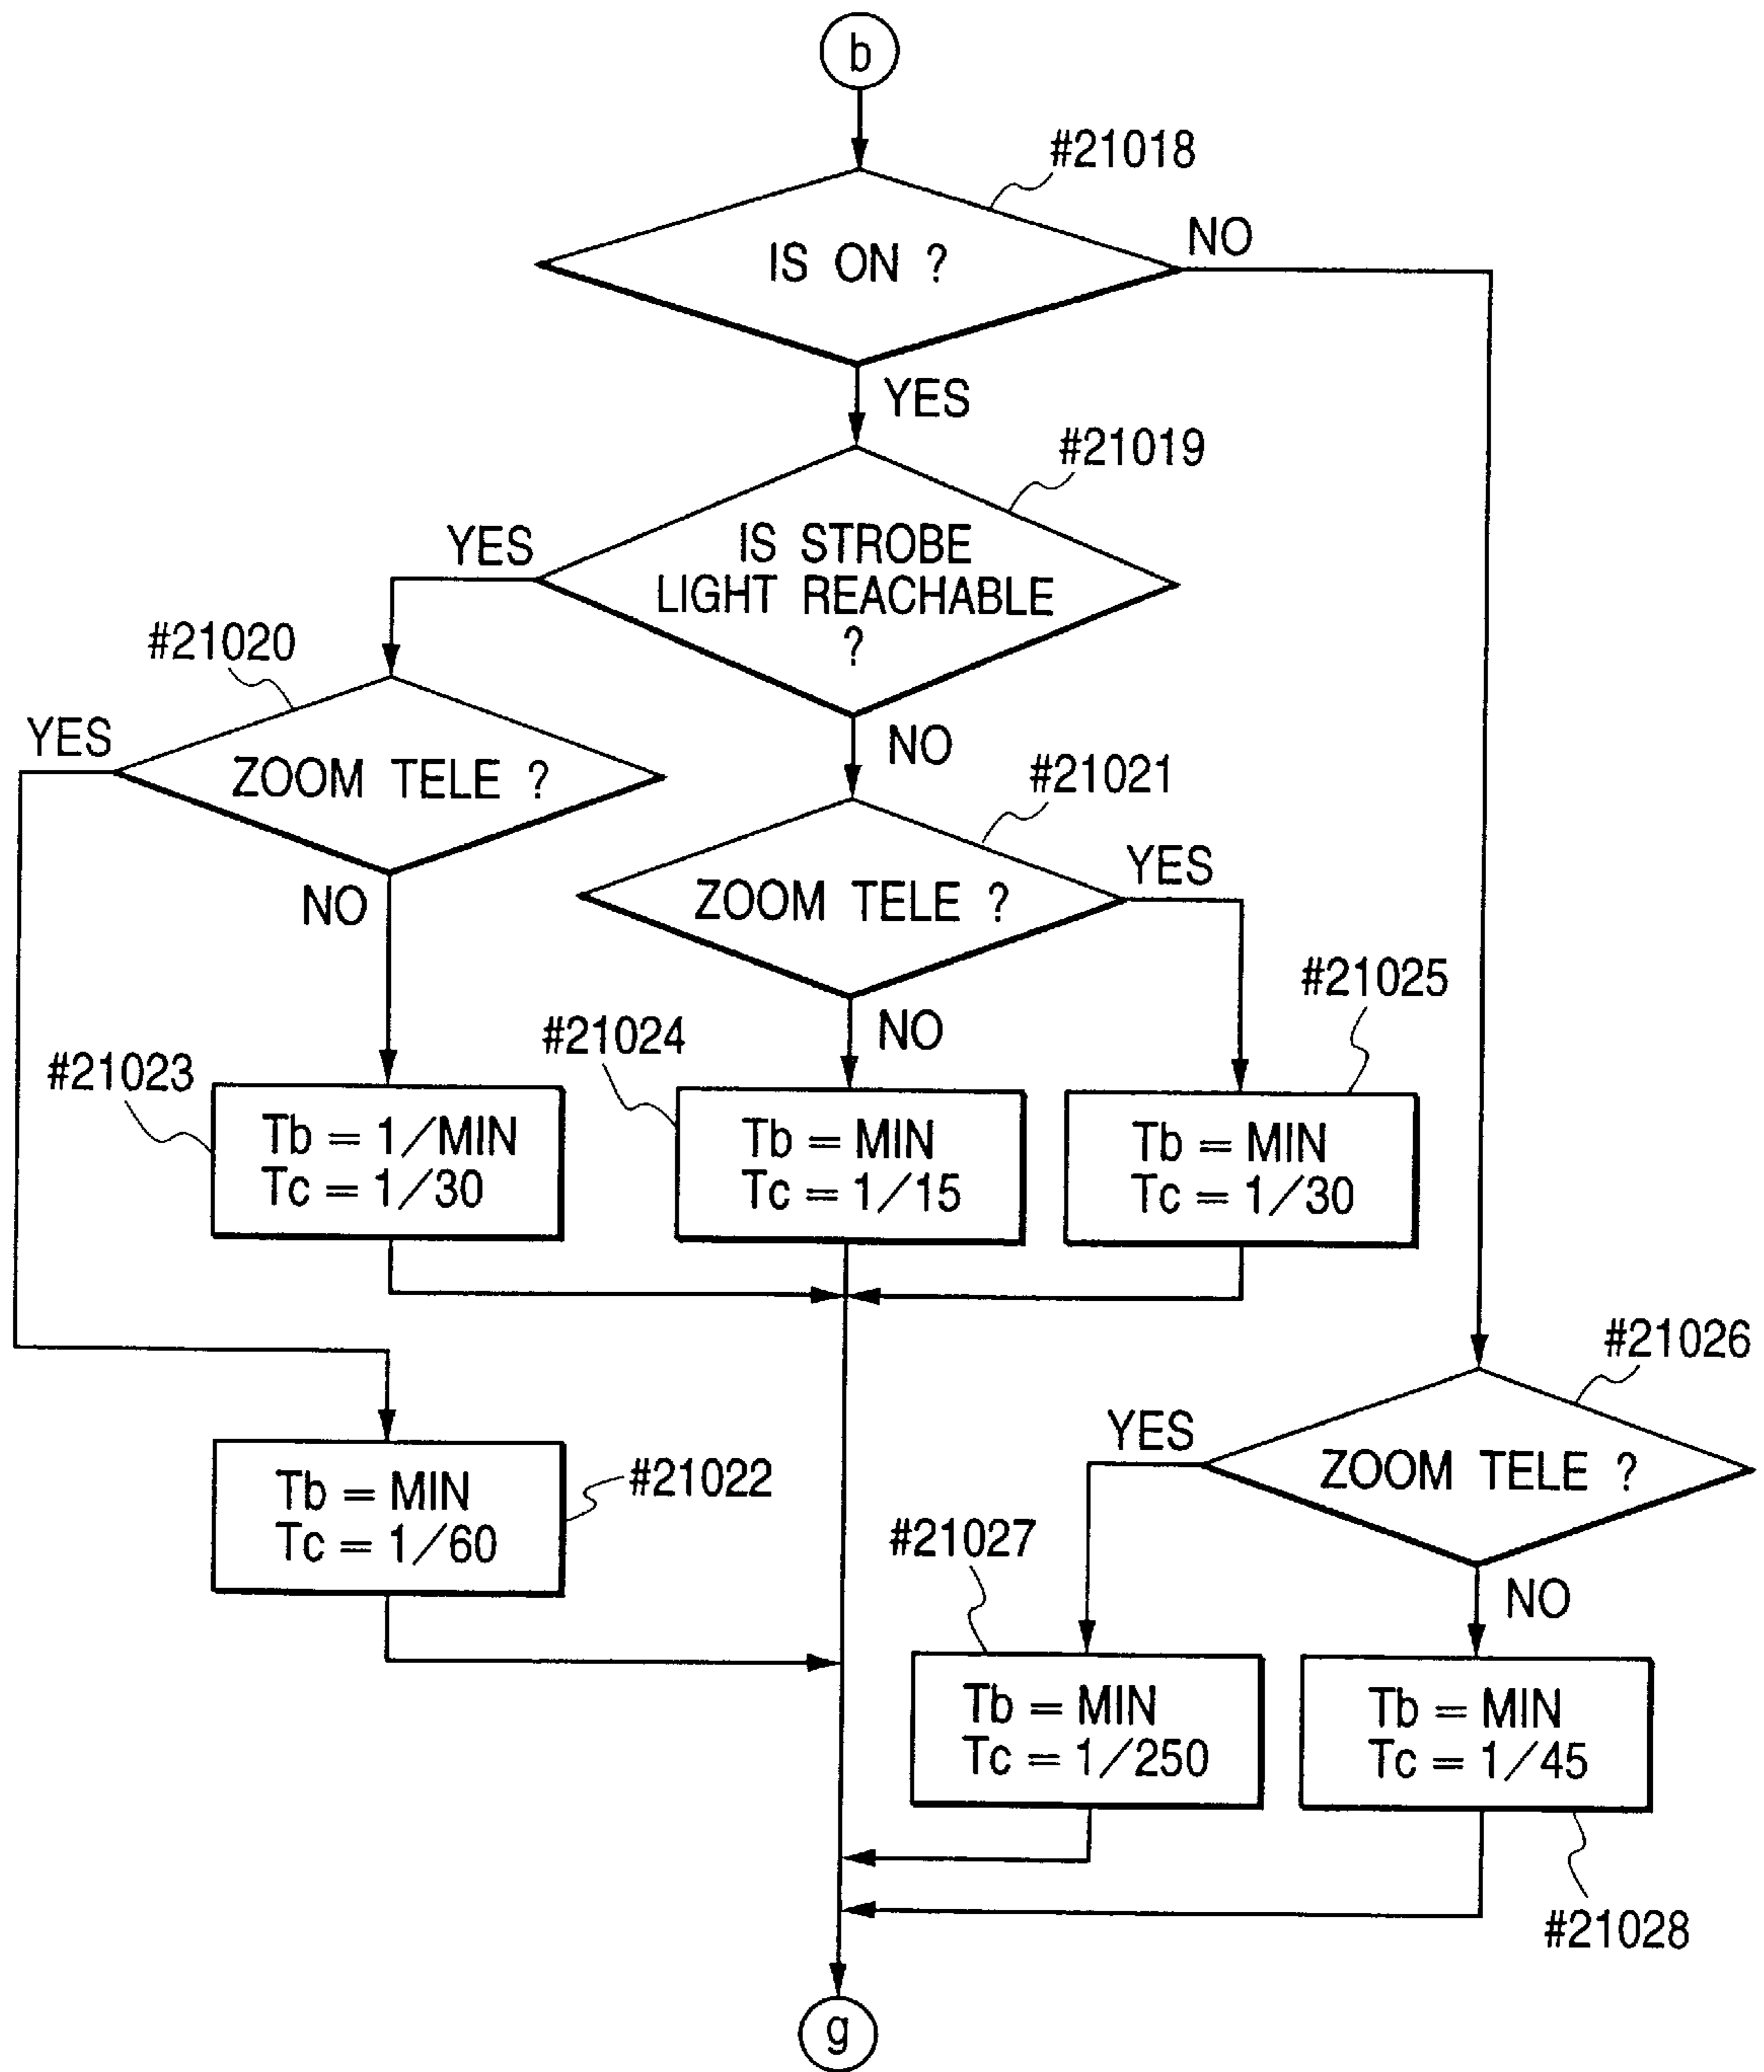 b
#21018
IS ON ?
NO
YES
#21019
IS STROBE
LIGHT REACHABLE
?
YES
#21020
NO
YES
ZOOM TELE ?
#21021
ZOOM TELE ?
YES
NO
#21025
#21024
NO
#21023
Tb = 1/MIN
Tc = 1/30
Tb = MIN
Tc = 1/15
Tb = MIN
Tc = 1/30
#21026
YES
ZOOM TELE ?
Tb = MIN
Tc = 1/60
#21022
#21027
NO
Tb = MIN
Tc = 1/250
Tb = MIN
Tc = 1/45
#21028
g